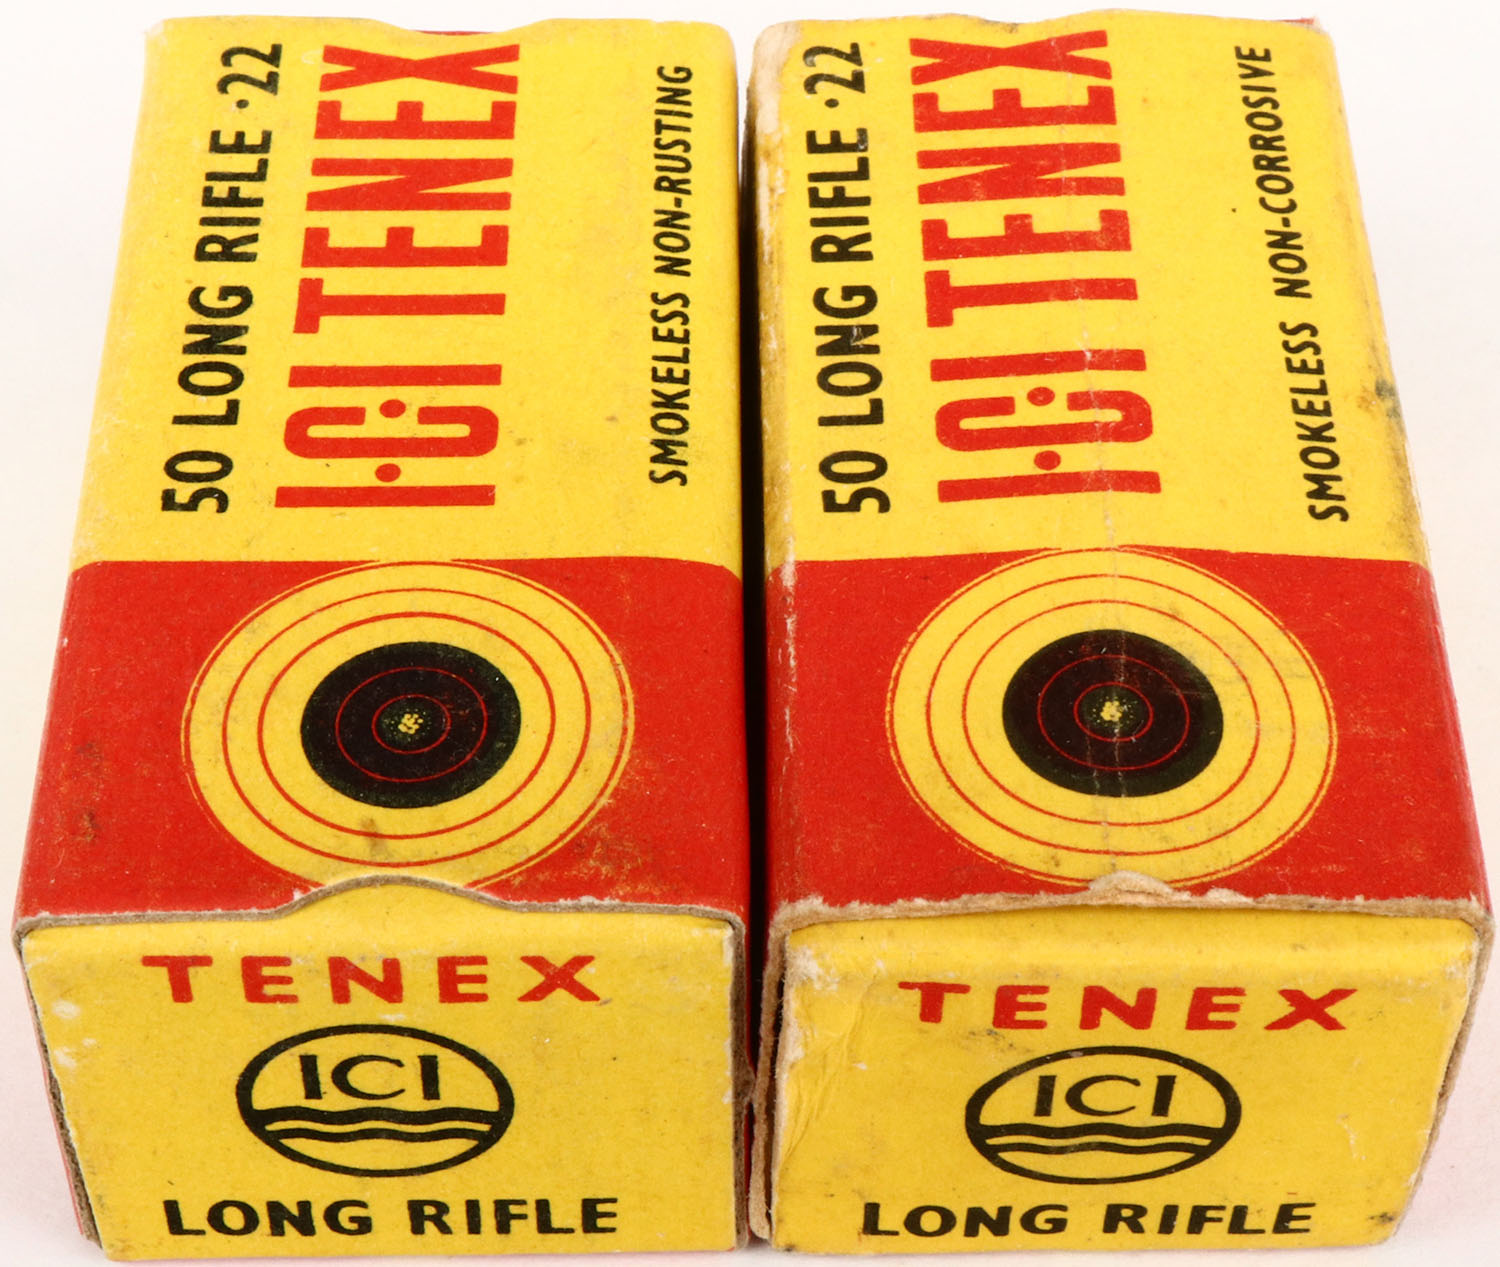 50 LONG RIFLE ·22
I·C·I TENEX
SMOKELESS NON-RUSTING
TENEX
ICI
LONG RIFLE
50 LONG RIFLE ·22
I·C·I TENEX
SMOKELESS NON-CORROSIVE
TENEX
ICI
LONG RIFLE